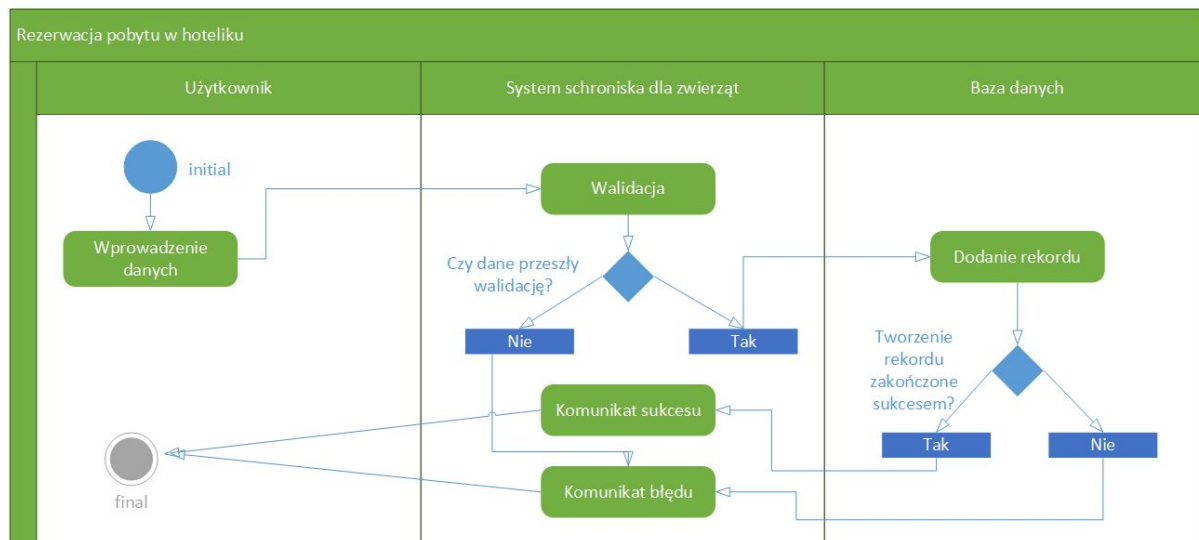 Rezerwacja pobytu w hoteliku
Użytkownik
System schroniska dla zwierząt
Baza danych
initial
Wprowadzenie
danych
Walidacja
Czy dane przeszły
walidację?
Nie
Tak
Dodanie rekordu
Tworzenie
rekordu
zakończone
sukcesem?
Tak
Nie
Komunikat sukcesu
Komunikat błędu
final